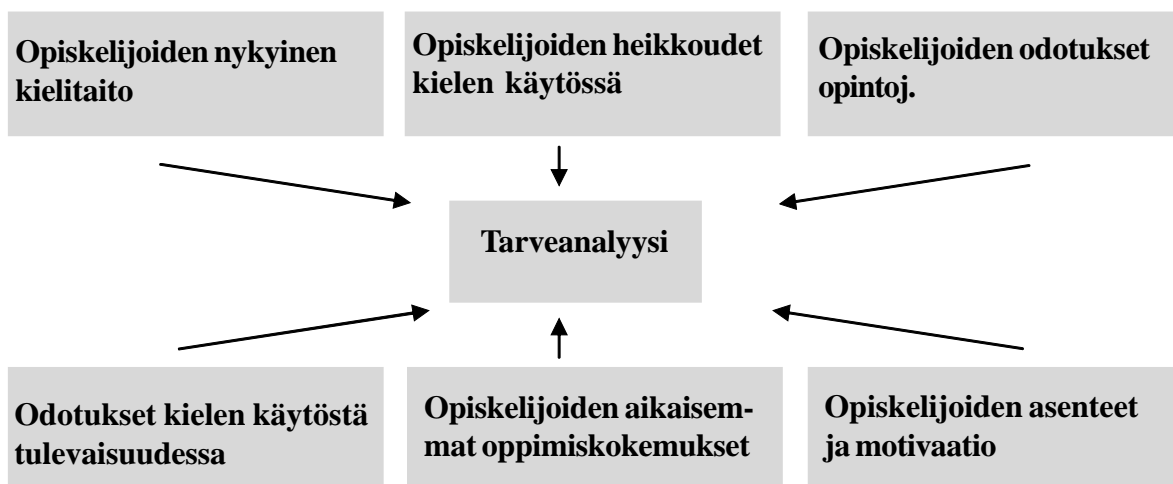 Opiskelijoiden nykyinen
kielitaito
Opiskelijoiden heikkoudet
kielen käytössä
Opiskelijoiden odotukset
opintoj.
Tarveanalyysi
Odotukset kielen käytöstä
tulevaisuudessa
Opiskelijoiden aikaisem-
mat oppimiskokemukset
Opiskelijoiden asenteet
ja motivaatio